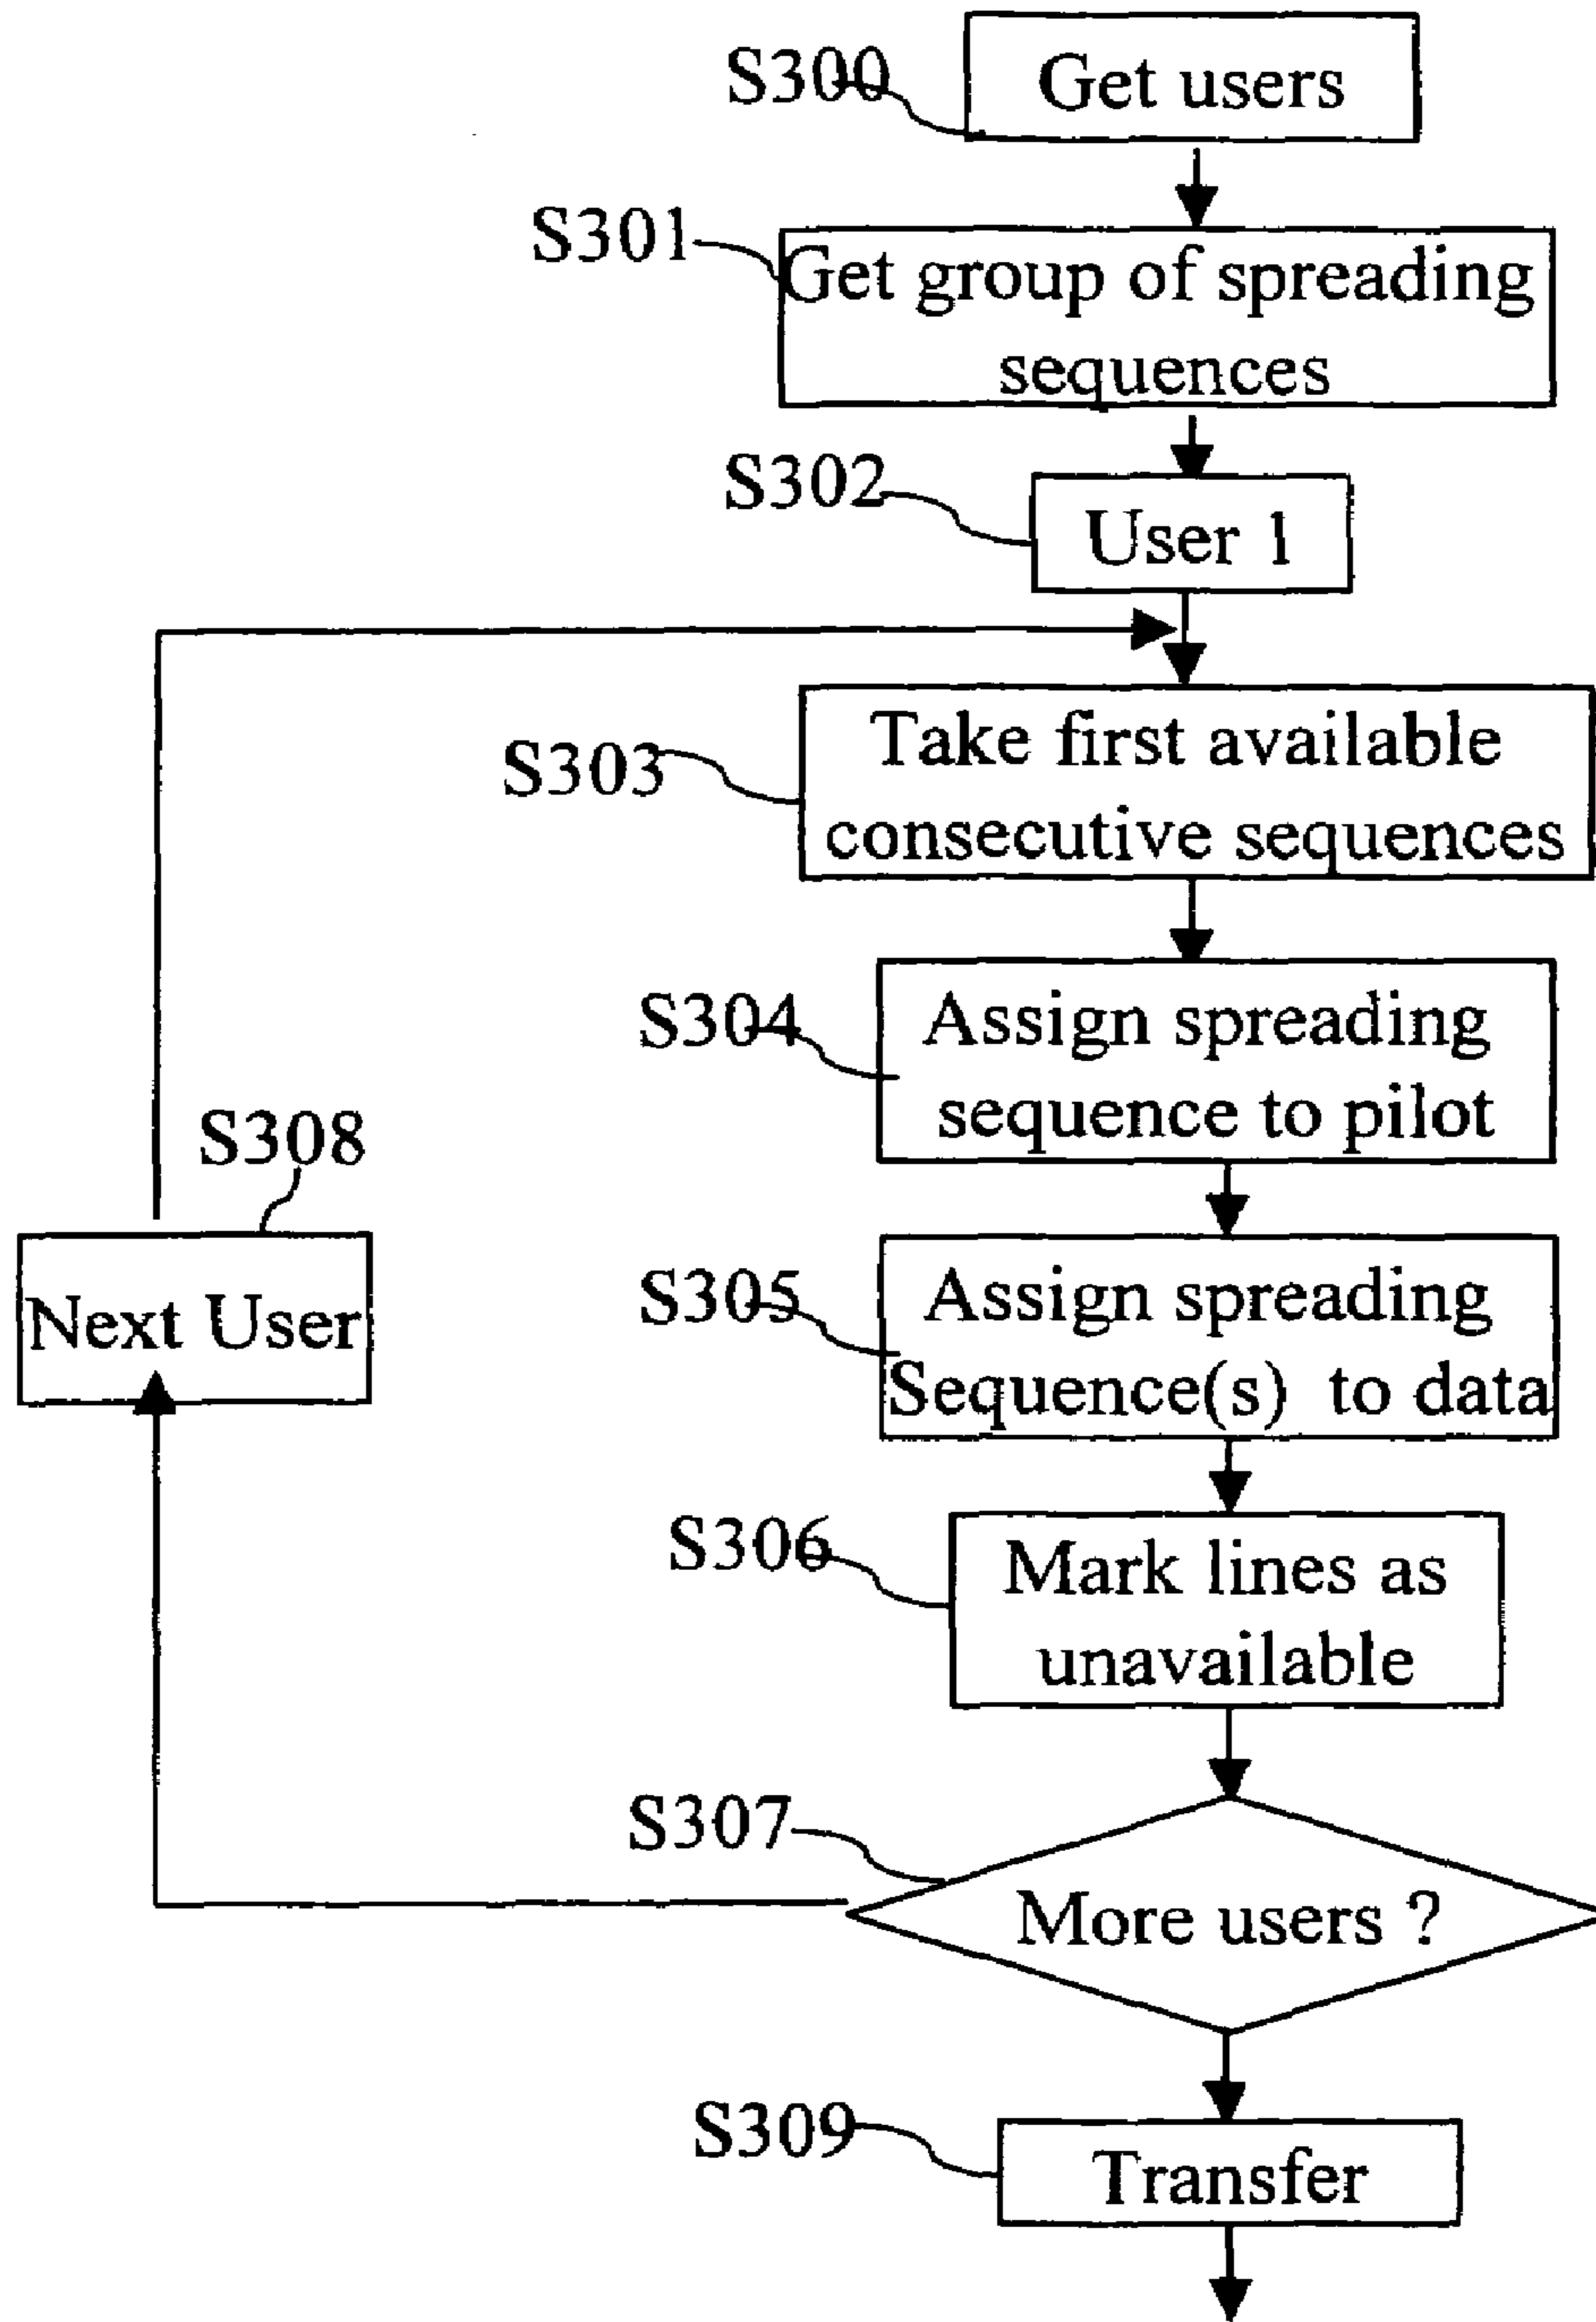 S300
Get users
S301
Get group of spreading
sequences
S302
User 1
S303
Take first available
consecutive sequences
S304
Assign spreading
sequence to pilot
S308
Next User
S305
Assign spreading
Sequence(s) to data
S306
Mark lines as
unavailable
S307
More users ?
S309
Transfer